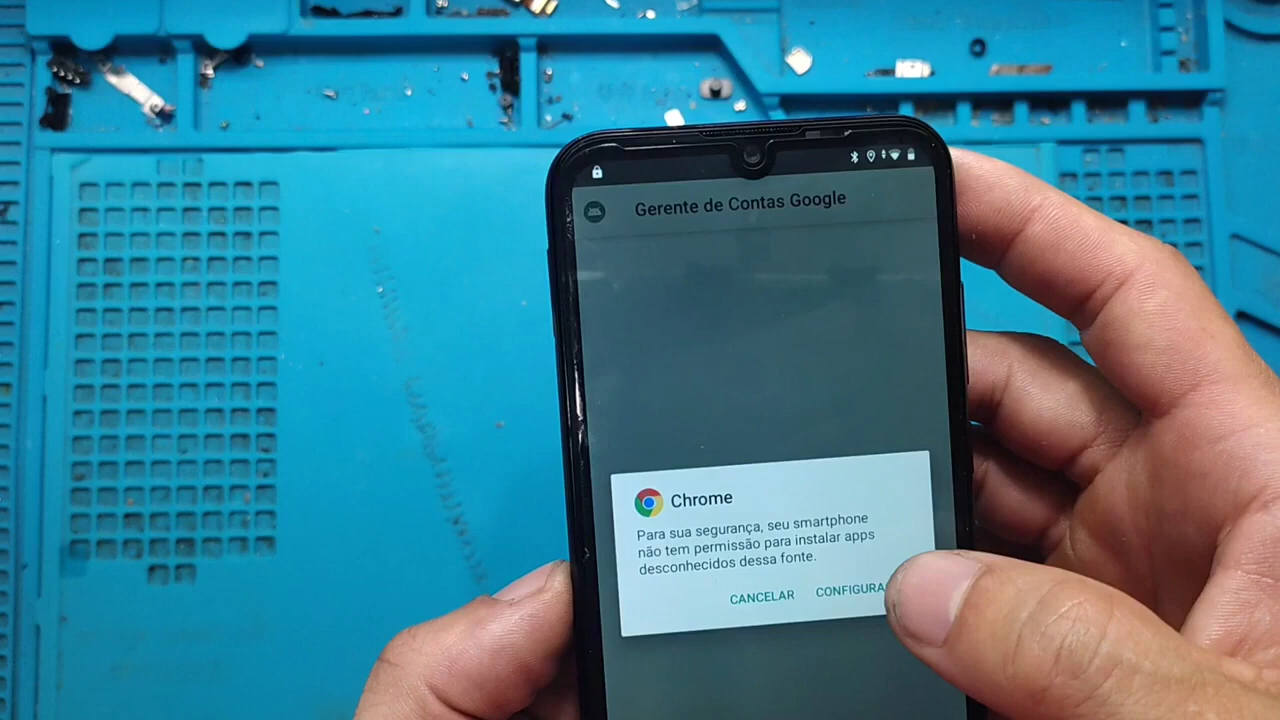 Gerente de Contas Google
Chrome
Para sua segurança, seu smartphone
não tem permissão para instalar apps
desconhecidos dessa fonte.
CANCELAR CONFIGURA